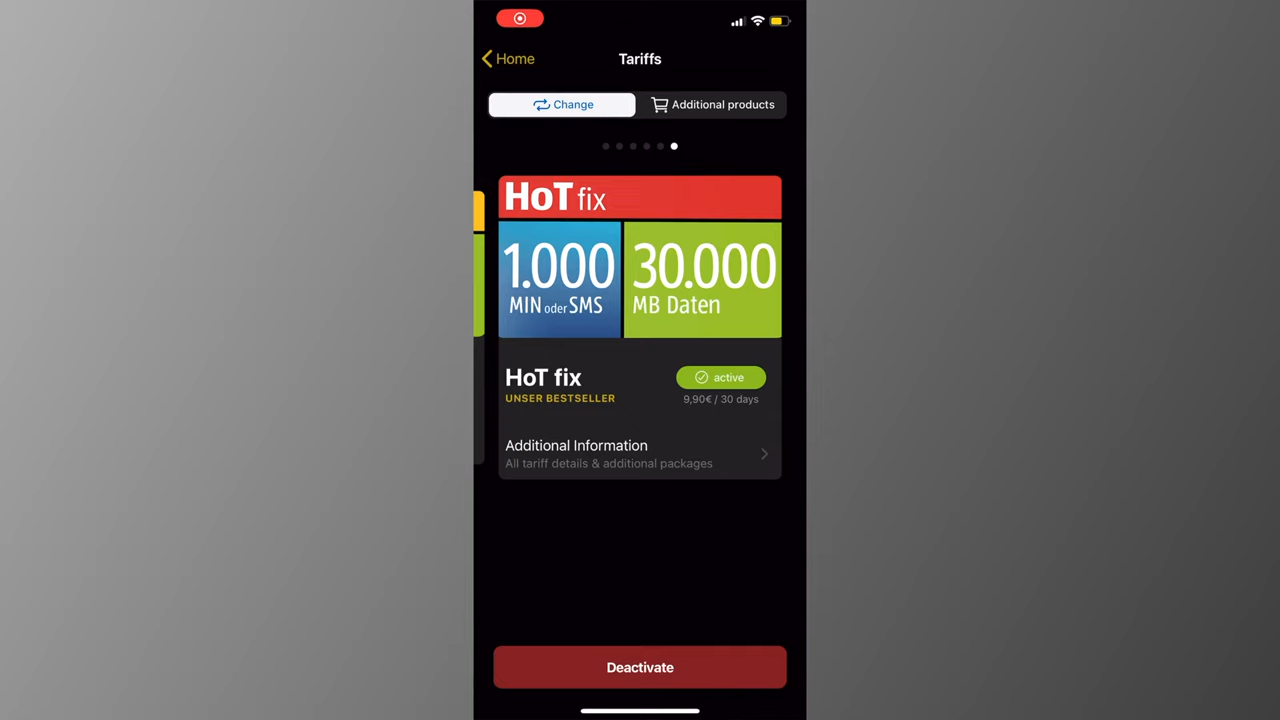 Home
Tariffs
Change
Additional products
HoT fix
1.000
MIN oder SMS
30.000
MB Daten
HoT fix
active
UNSER BESTSELLER
9,90€ / 30 days
Additional Information
All tariff details & additional packages
Deactivate